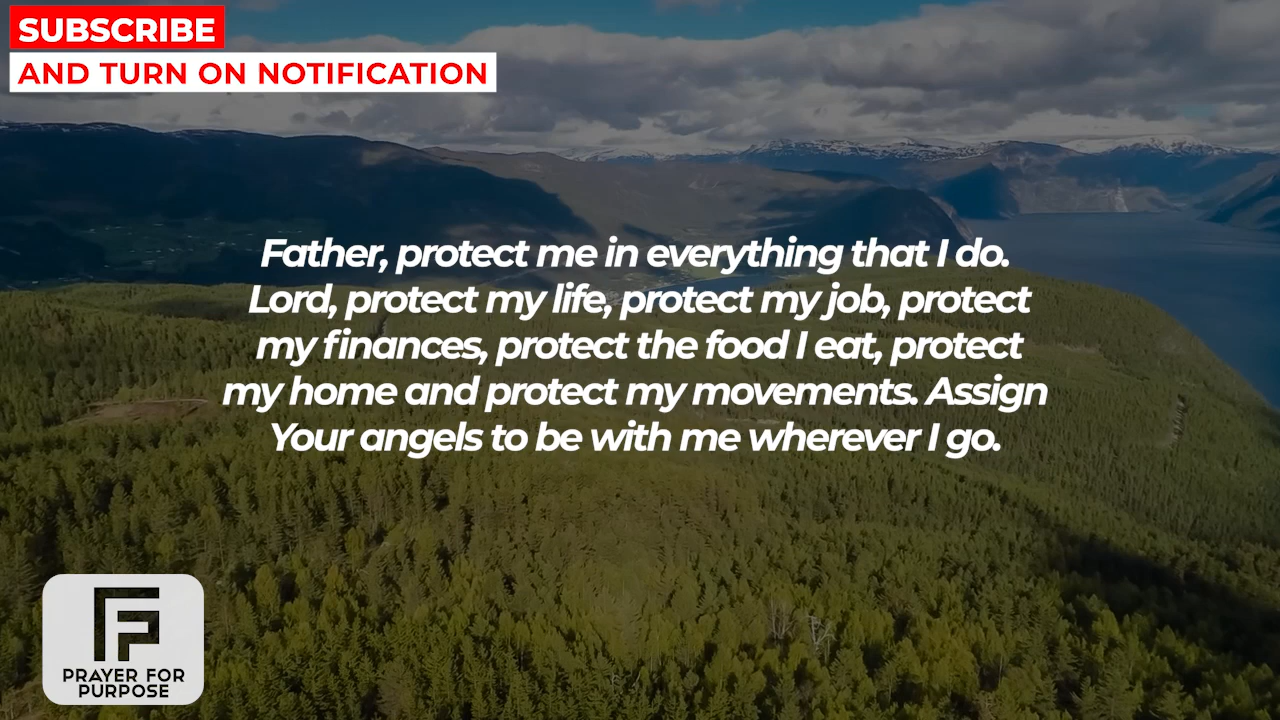 SUBSCRIBE
AND TURN ON NOTIFICATION
Father, protect me in everything that I do.
Lord, protect my life, protect my job, protect
my finances, protect the food I eat, protect
my home and protect my movements. Assign
Your angels to be with me wherever I go.
PRAYER FOR
PURPOSE